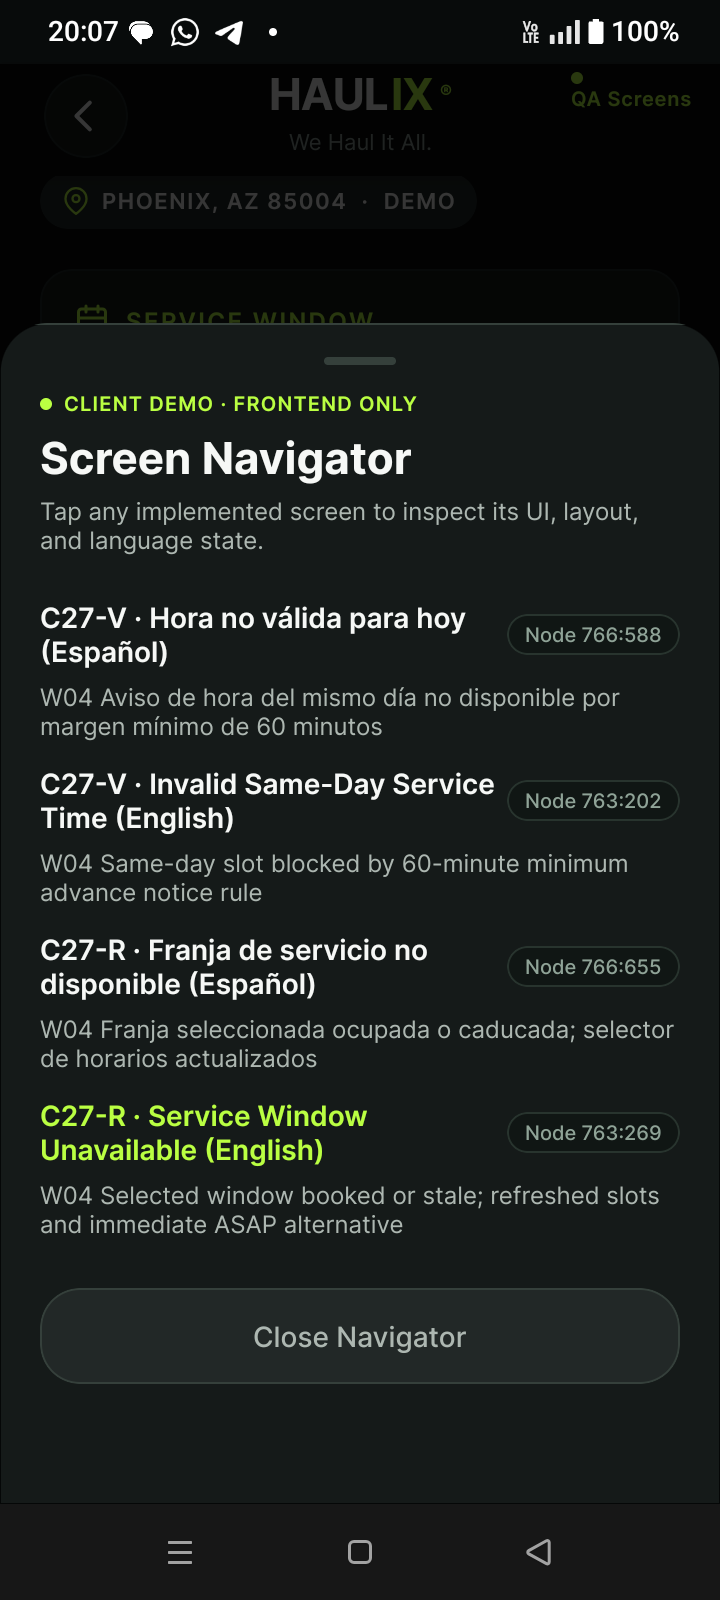 20:07 Vo LTE 100%
HAULIX ®
QA Screens
We Haul It All.
PHOENIX, AZ 85004 · DEMO
SERVICE WINDOW
CLIENT DEMO · FRONTEND ONLY
Screen Navigator
Tap any implemented screen to inspect its UI, layout,
and language state.
C27-V · Hora no válida para hoy
(Español)
Node 766:588
W04 Aviso de hora del mismo día no disponible por
margen mínimo de 60 minutos
C27-V · Invalid Same-Day Service
Time (English)
Node 763:202
W04 Same-day slot blocked by 60-minute minimum
advance notice rule
C27-R · Franja de servicio no
disponible (Español)
Node 766:655
W04 Franja seleccionada ocupada o caducada; selector
de horarios actualizados
C27-R · Service Window
Unavailable (English)
Node 763:269
W04 Selected window booked or stale; refreshed slots
and immediate ASAP alternative
Close Navigator